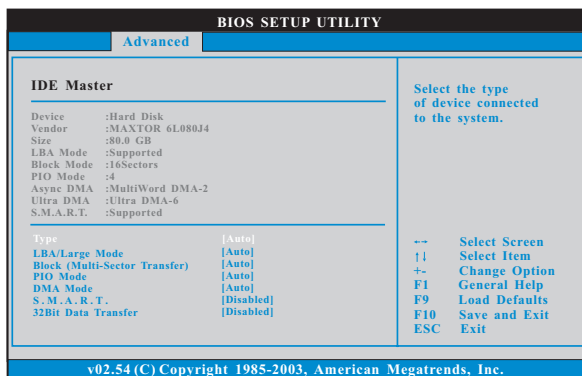 BIOS SETUP UTILITY
Advanced
IDE Master
Device :Hard Disk
Vendor :MAXTOR 6L080J4
Size :80.0 GB
LBA Mode :Supported
Block Mode :16Sectors
PIO Mode :4
Async DMA :MultiWord DMA-2
Ultra DMA :Ultra DMA-6
S.M.A.R.T. :Supported
Type [Auto]
LBA/Large Mode [Auto]
Block (Multi-Sector Transfer) [Auto]
PIO Mode [Auto]
DMA Mode [Auto]
S.M.A.R.T. [Disabled]
32Bit Data Transfer [Disabled]
Select the type
of device connected
to the system.
←→ Select Screen
↑↓ Select Item
+- Change Option
F1 General Help
F9 Load Defaults
F10 Save and Exit
ESC Exit
v02.54 (C) Copyright 1985-2003, American Megatrends, Inc.